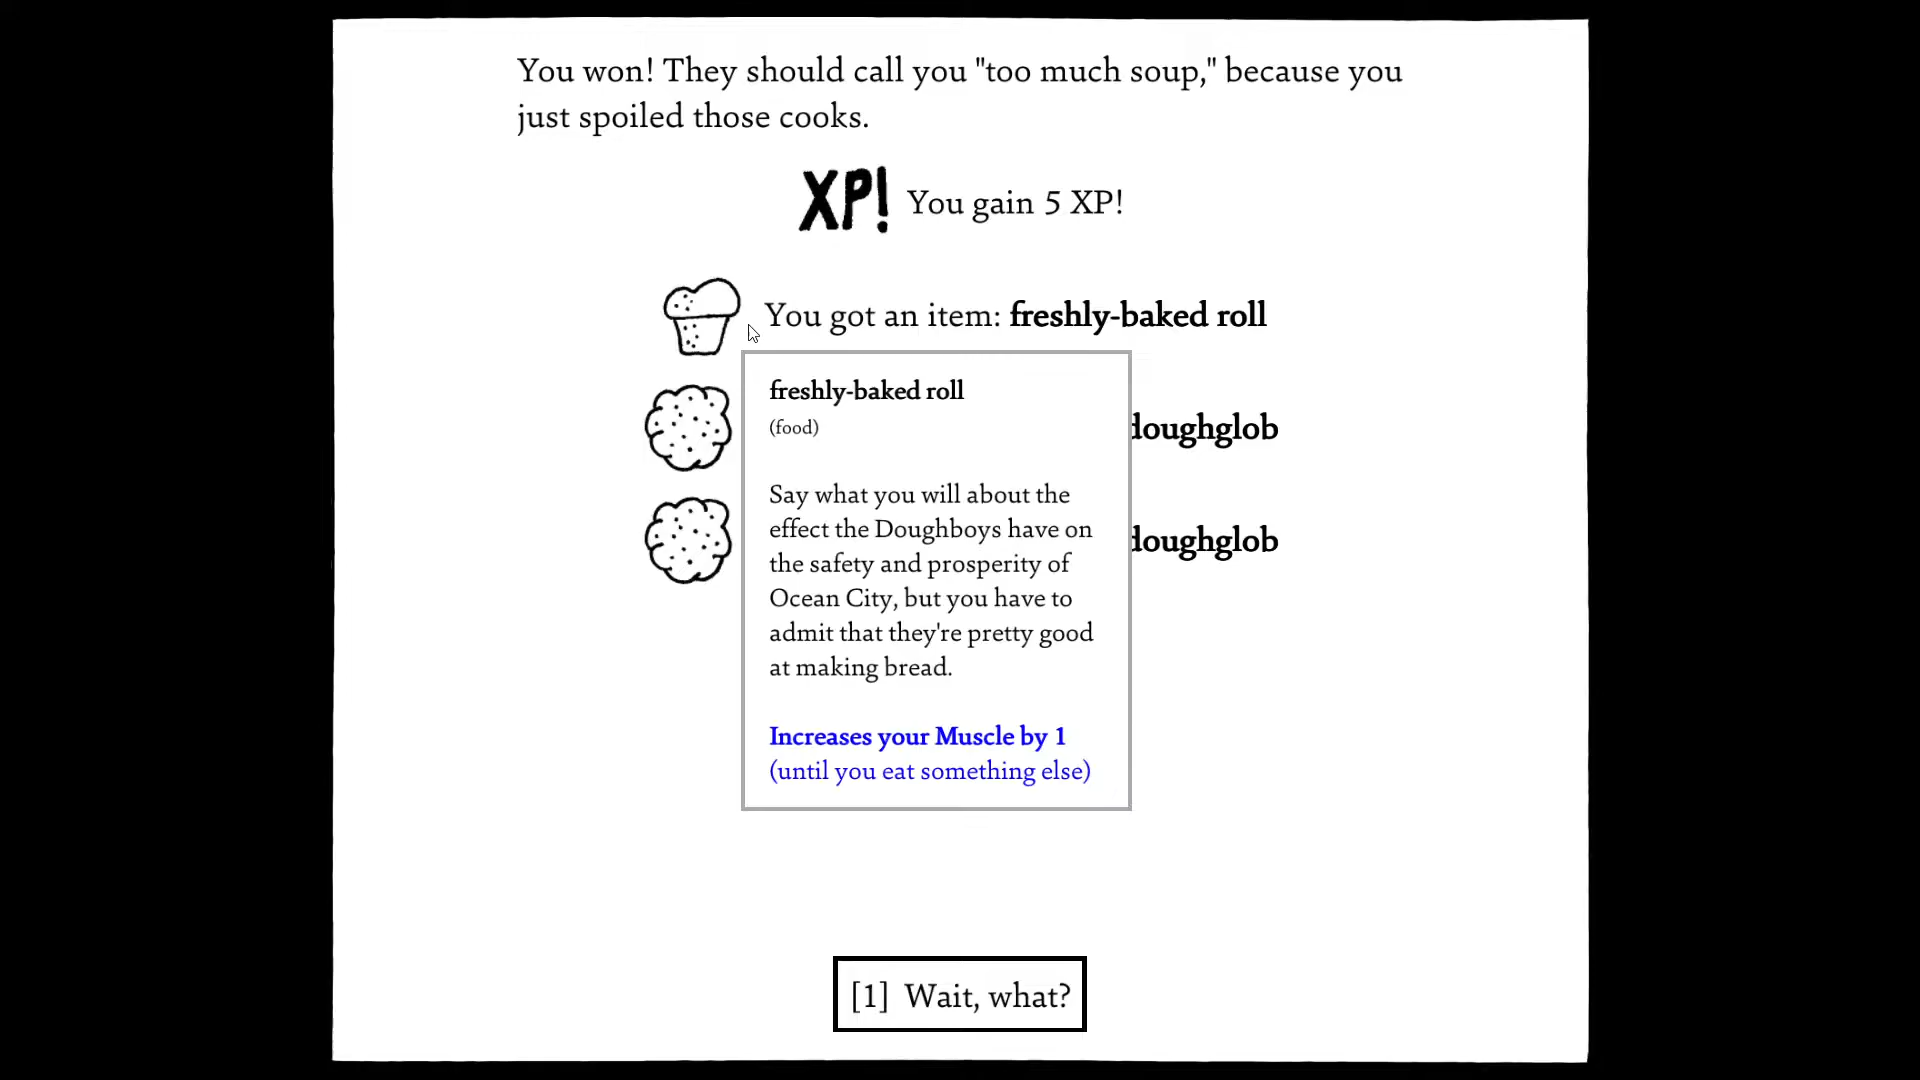 You won! They should call you "too much soup," because you
just spoiled those cooks.
XP! You gain 5 XP!
You got an item: freshly-baked roll
freshly-baked roll
(food)
doughglob
Say what you will about the
effect the Doughboys have on
doughglob
the safety and prosperity of
Ocean City, but you have to
admit that they're pretty good
at making bread.
Increases your Muscle by 1
(until you eat something else)
[1] Wait, what?